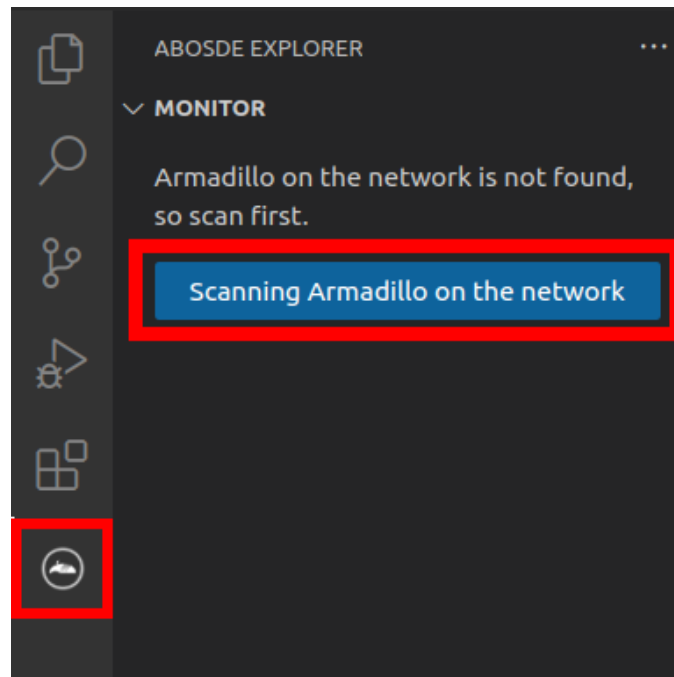 ABOSDE EXPLORER
MONITOR
Armadillo on the network is not found,
so scan first.
Scanning Armadillo on the network